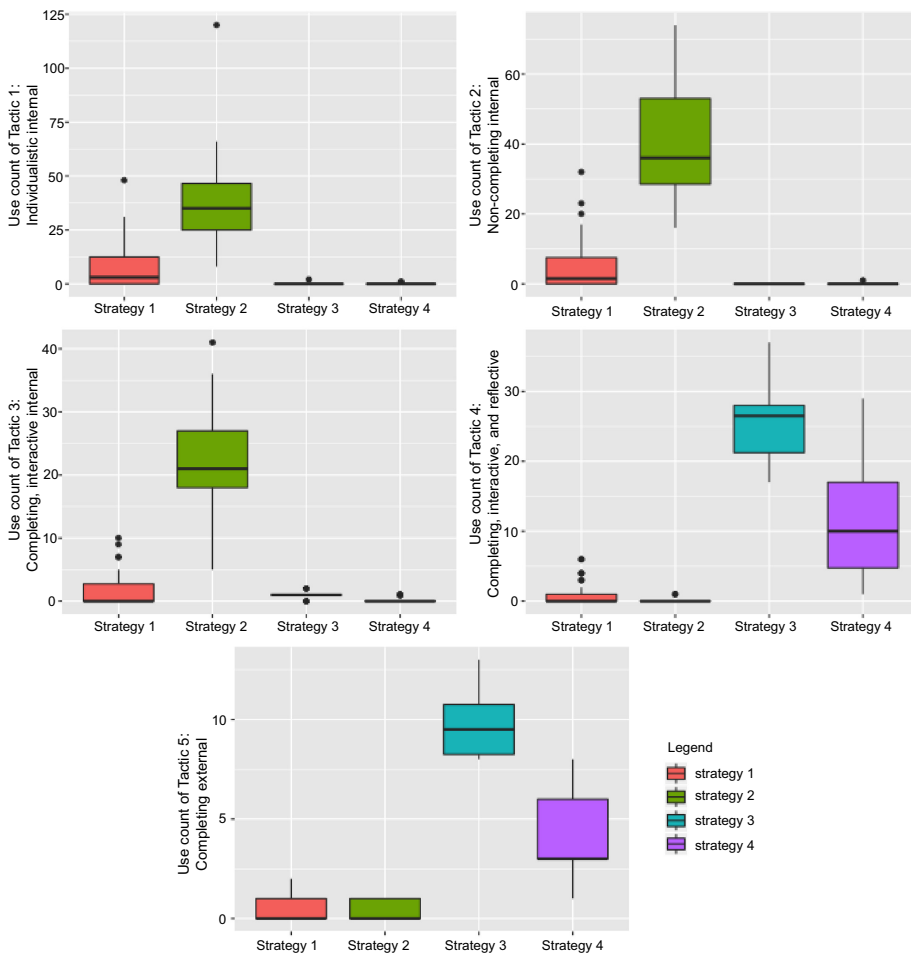 Use count of Tactic 1:
Individualistic internal
125
100
75
50
25
0
Strategy 1 Strategy 2 Strategy 3 Strategy 4
Use count of Tactic 2:
Non-completing internal
60
40
20
0
Strategy 1 Strategy 2 Strategy 3 Strategy 4
Use count of Tactic 3:
Completing, interactive internal
40
30
20
10
0
Strategy 1 Strategy 2 Strategy 3 Strategy 4
Use count of Tactic 4:
Completing, interactive, and reflective
30
20
10
0
Strategy 1 Strategy 2 Strategy 3 Strategy 4
Use count of Tactic 5:
Completing external
10
5
0
Strategy 1 Strategy 2 Strategy 3 Strategy 4
Legend
strategy 1
strategy 2
strategy 3
strategy 4